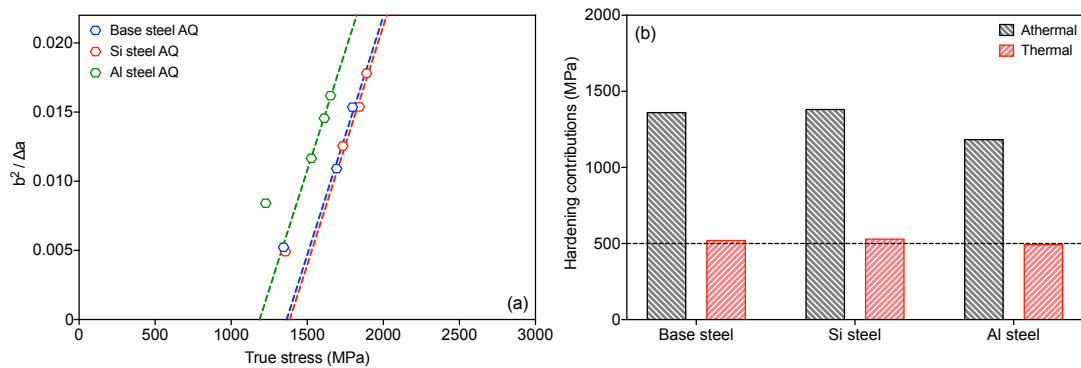 0.020
0.015
0.010
0.005
0
b² / Δa
Base steel AQ
Si steel AQ
Al steel AQ
(a)
0 500 1000 1500 2000 2500 3000
True stress (MPa)
2000
1500
1000
500
0
Hardening contributions (MPa)
(b)
Athermal
Thermal
Base steel Si steel Al steel